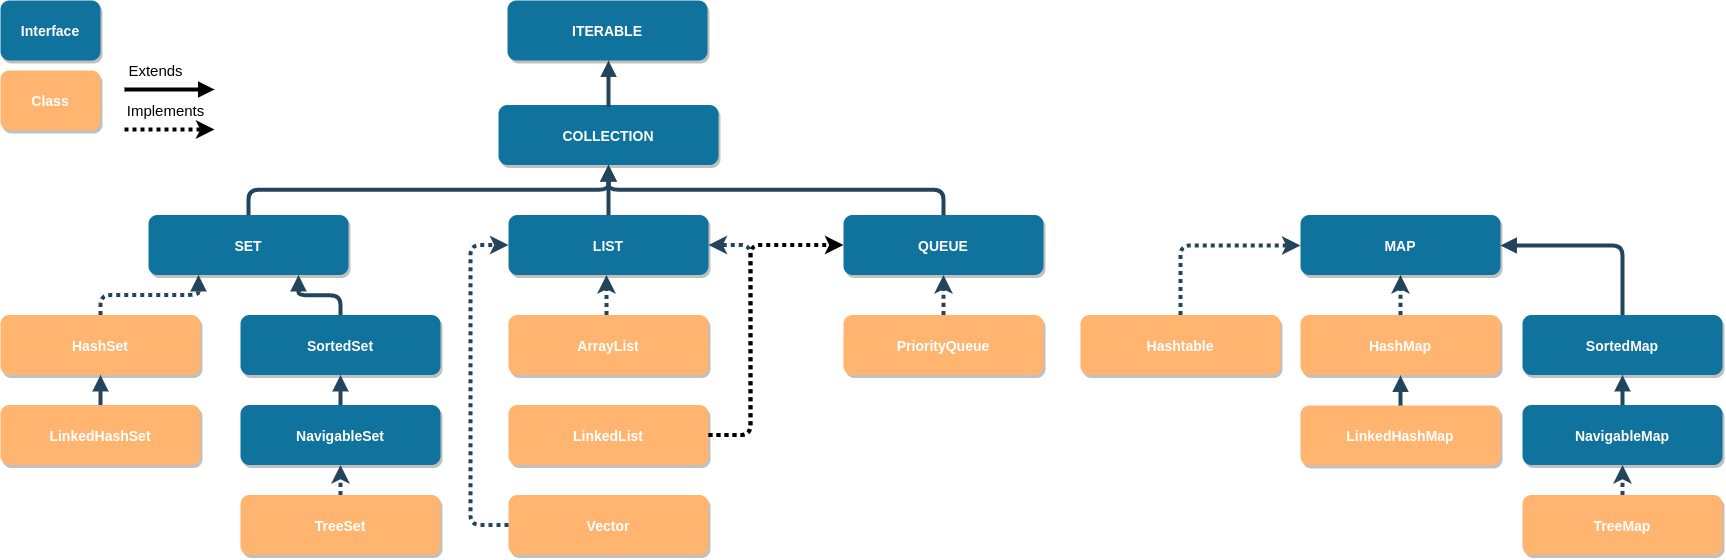 Interface
ITERABLE
Extends
Class
Implements
COLLECTION
SET
LIST
QUEUE
MAP
HashSet
SortedSet
ArrayList
PriorityQueue
Hashtable
HashMap
SortedMap
LinkedHashSet
NavigableSet
LinkedList
LinkedHashMap
NavigableMap
TreeSet
Vector
TreeMap